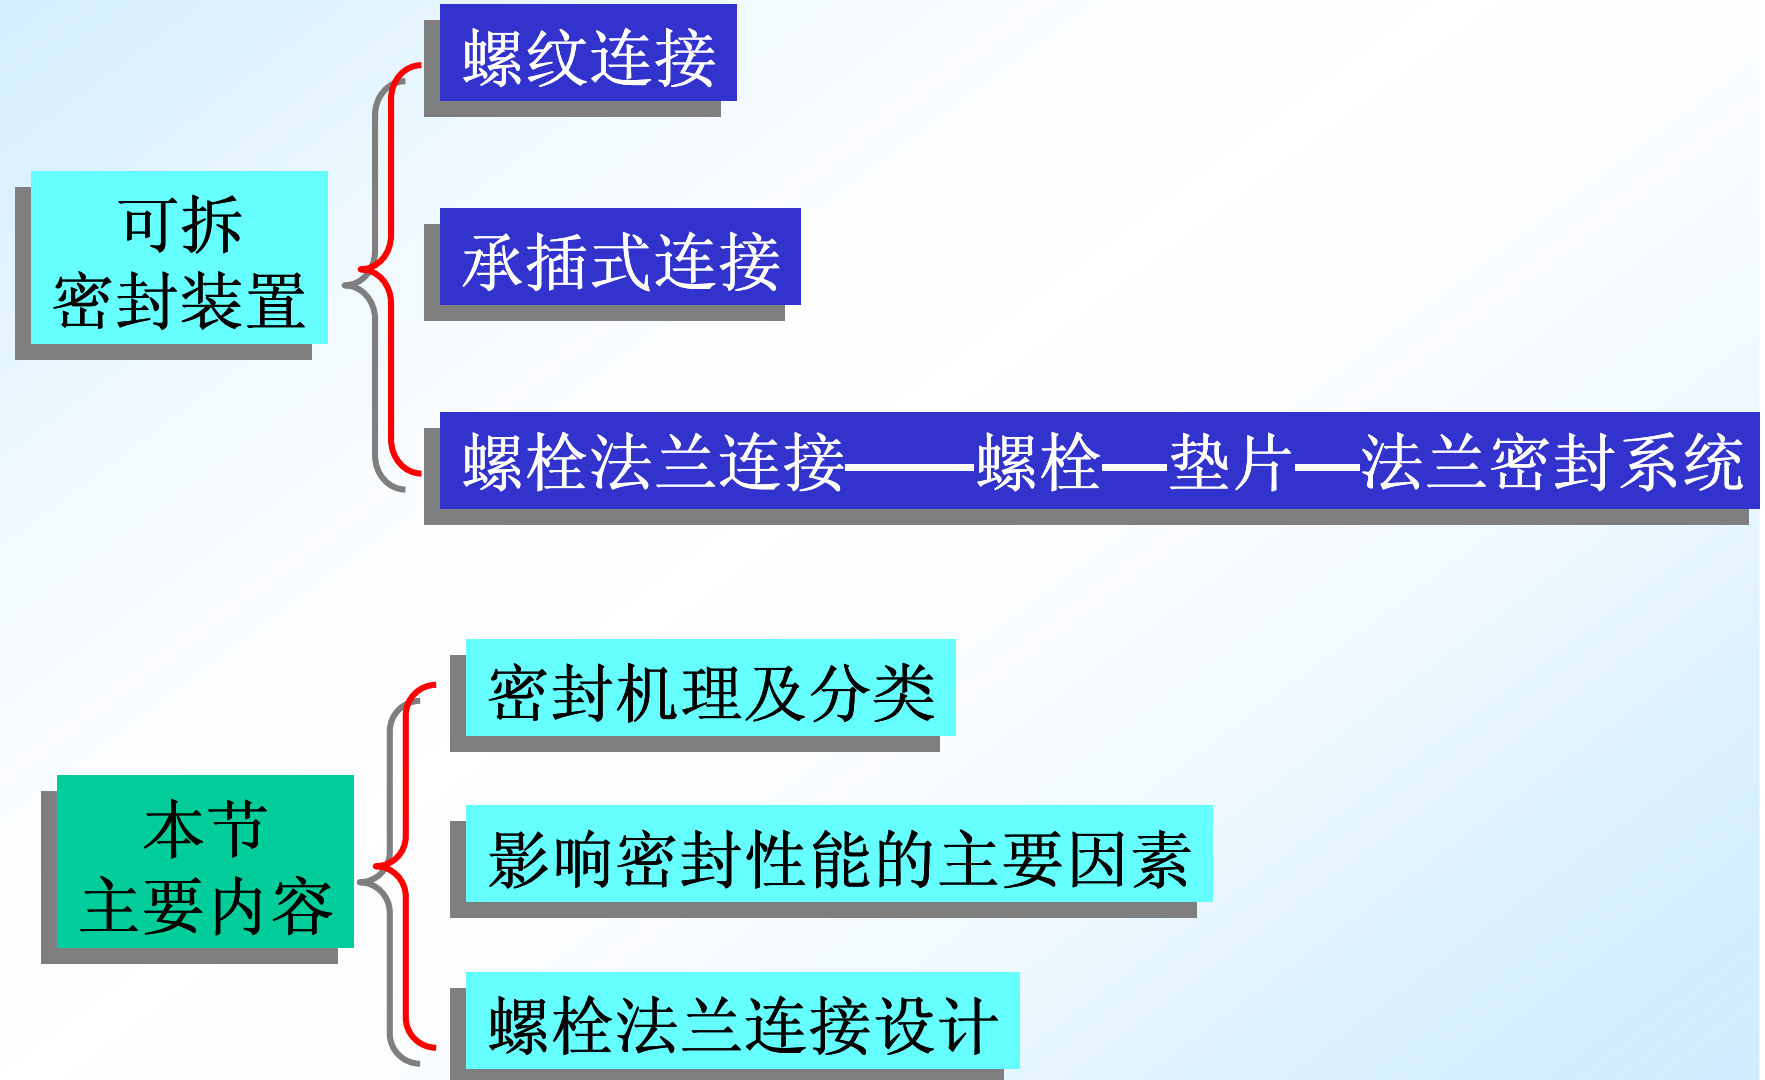 螺纹连接
可拆
密封装置
承插式连接
螺栓法兰连接——螺栓—垫片—法兰密封系统
密封机理及分类
本节
主要内容
影响密封性能的主要因素
螺栓法兰连接设计